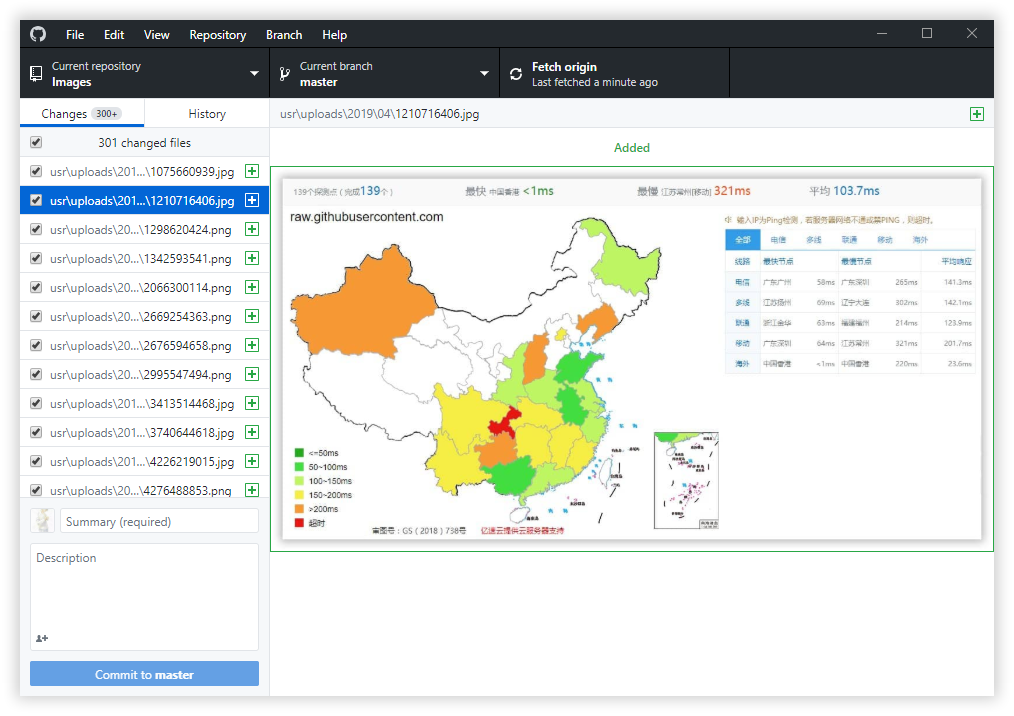 File Edit View Repository Branch Help
Current repository
Images
Current branch
master
Fetch origin
Last fetched a minute ago
Changes 300+ History
301 changed files
usr\uploads\201...\1075660939.jpg
usr\uploads\201...\1210716406.jpg
usr\uploads\20...\1298620424.png
usr\uploads\20...\1342593541.png
usr\uploads\20...\2066300114.png
usr\uploads\20...\2669254363.png
usr\uploads\20...\2676594658.png
usr\uploads\20...\2995547494.png
usr\uploads\201...\3413514468.jpg
usr\uploads\201...\3740644618.jpg
usr\uploads\201...\4226219015.jpg
usr\uploads\20...\4276488853.png
Summary (required)
Description
Commit to master
usr\uploads\2019\04\1210716406.jpg
Added
139个探测点 ( 完成139个 ) 最快 中国香港 <1ms 最慢 江苏常州[移动] 321ms 平均 103.7ms
raw.githubusercontent.com
输入IP为Ping检测，若服务器网络不通或禁PING，则超时。
全部 电信 多线 联通 移动 海外
线路 最快节点 最慢节点 平均响应
电信 广东广州 58ms 广东深圳 265ms 141.3ms
多线 江苏扬州 69ms 辽宁大连 302ms 142.1ms
联通 浙江金华 63ms 福建福州 214ms 123.9ms
移动 广东深圳 64ms 江苏常州 321ms 201.7ms
海外 中国香港 <1ms 中国香港 220ms 23.6ms
<=50ms
50~100ms
100~150ms
150~200ms
>200ms
超时
审图号：GS ( 2018 ) 738号 亿速云提供云服务器支持